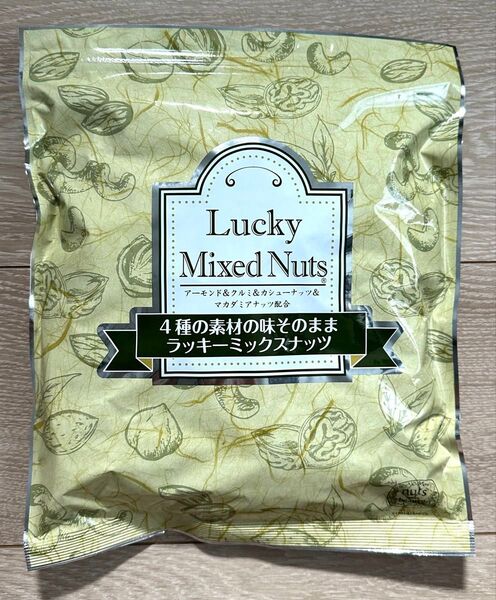 Lucky
Mixed Nuts®
アーモンド&クルミ&カシューナッツ&
マカダミアナッツ配合
4種の素材の味そのまま
ラッキーミックスナッツ
nuts